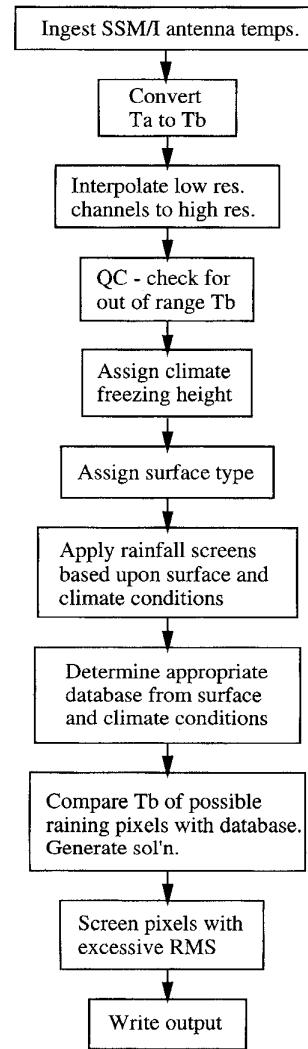 Ingest SSM/I antenna temps.
Convert
Ta to Tb
Interpolate low res.
channels to high res.
QC - check for
out of range Tb
Assign climate
freezing height
Assign surface type
Apply rainfall screens
based upon surface and
climate conditions
Determine appropriate
database from surface
and climate conditions
Compare Tb of possible
raining pixels with database.
Generate sol'n.
Screen pixels with
excessive RMS
Write output